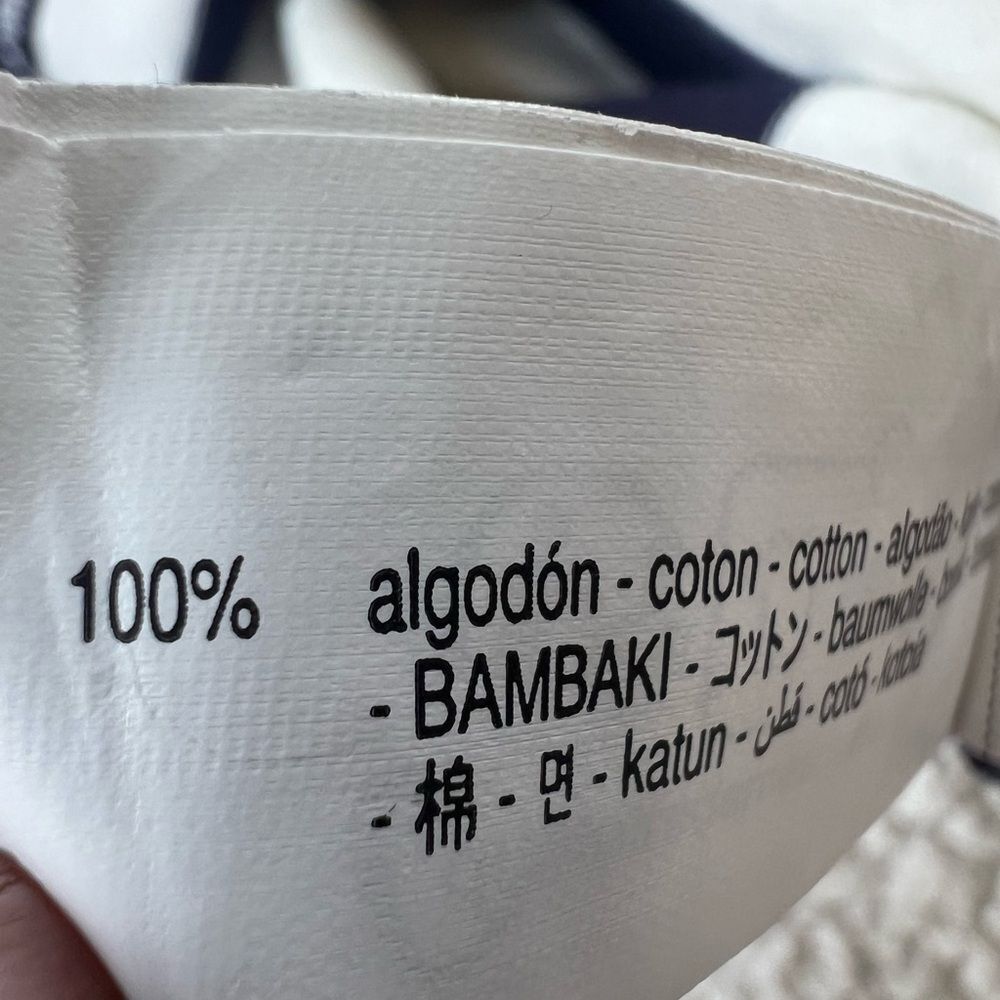 100% algodón - coton - cotton - algodão -
- BAMBAKI - コットン - baumwolle -
- 棉 - 면 - katun - قطن - cotó - kotoia